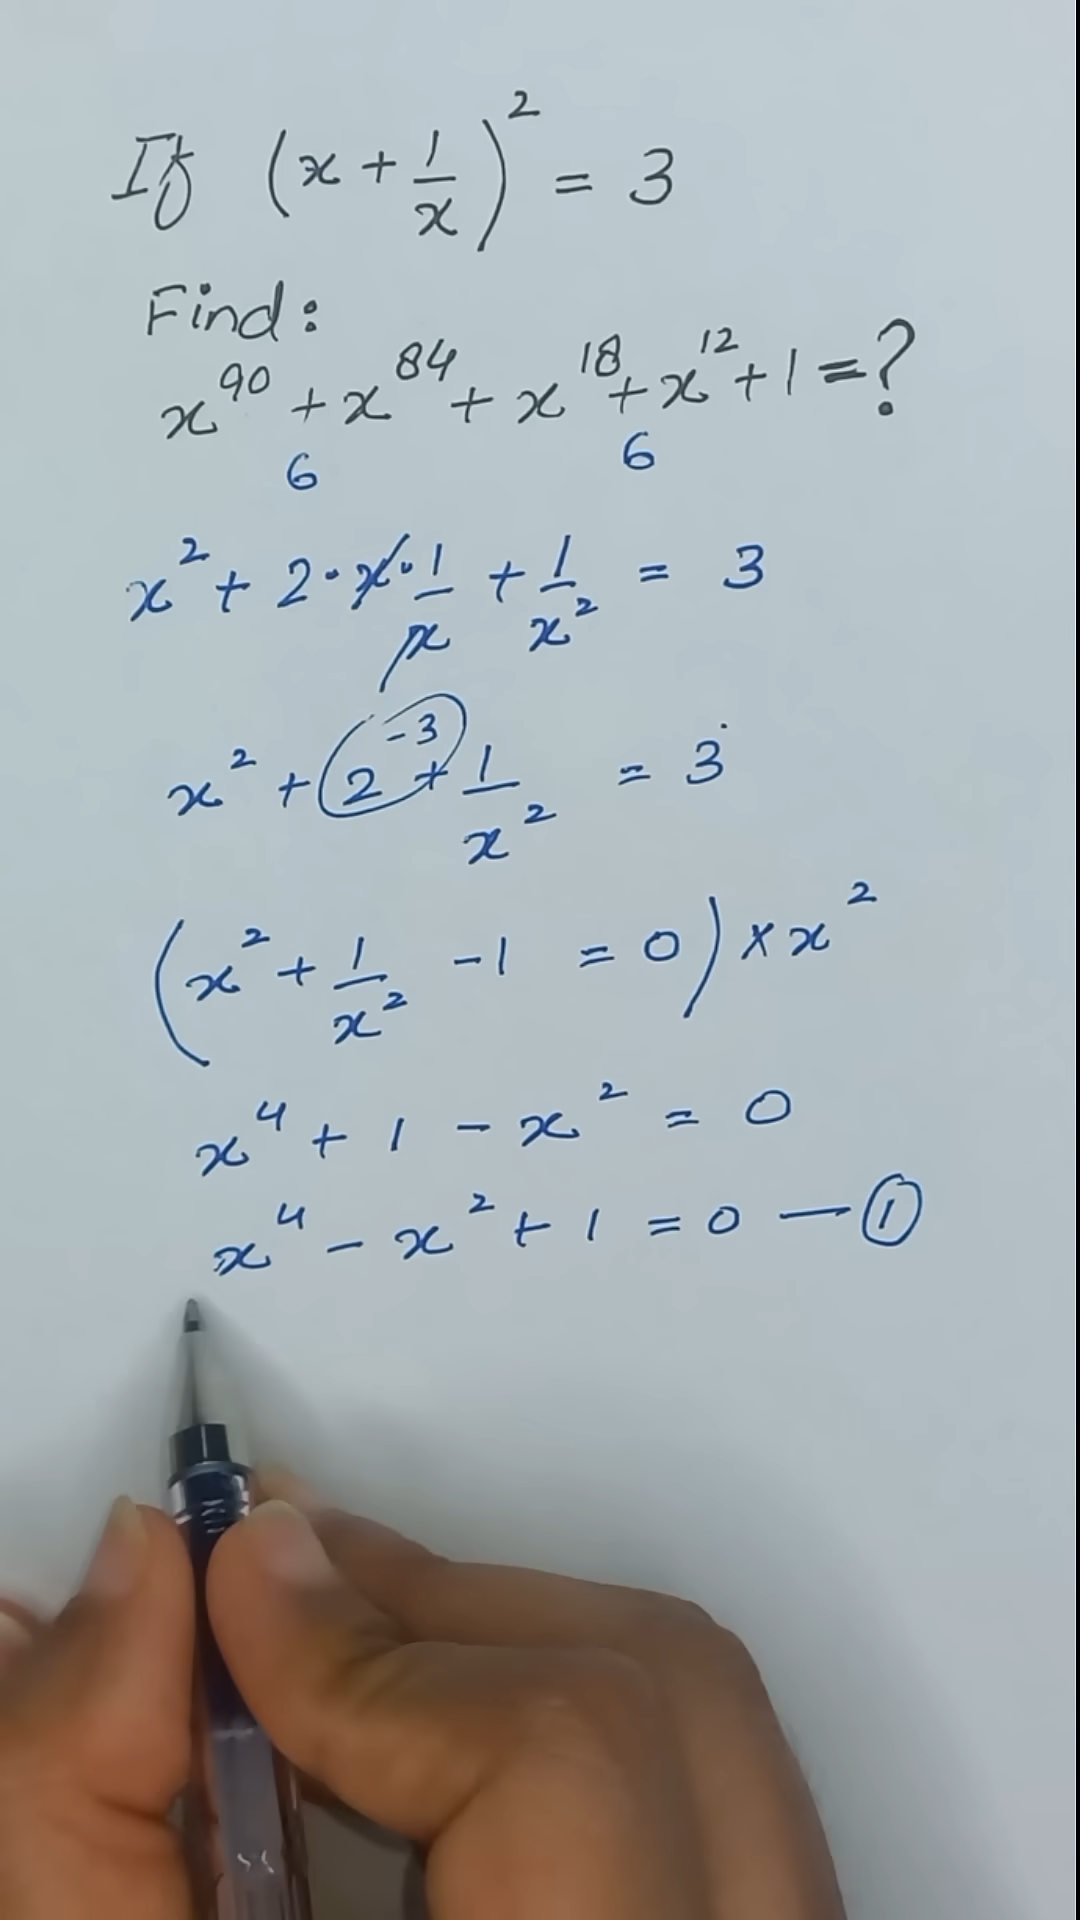 If (x + 1/x)² = 3
Find:
x⁹⁰ + x⁸⁴ + x¹⁸ + x¹² + 1 = ?
6 6
x² + 2 · x · 1/x + 1/x² = 3
x² + 2 - 3 + 1/x² = 3
(x² + 1/x² - 1 = 0) × x²
x⁴ + 1 - x² = 0
x⁴ - x² + 1 = 0 — ①